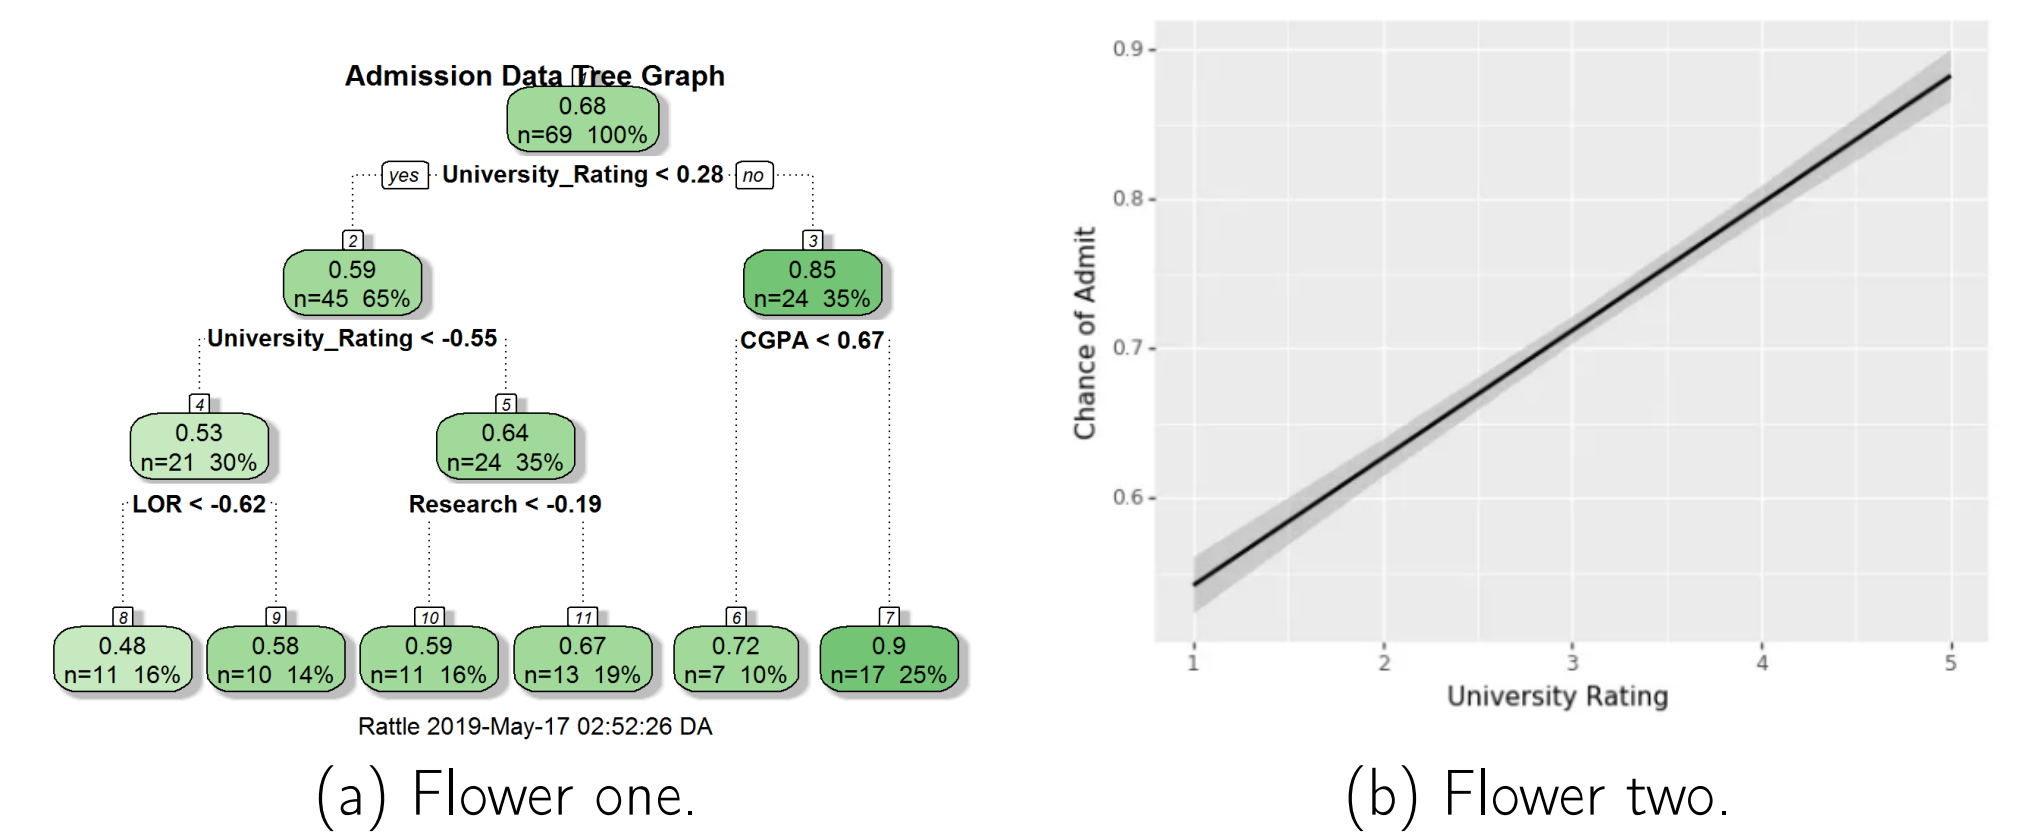 Admission Data Tree Graph
1
0.68
n=69 100%
yes University_Rating < 0.28 no
2
0.59
n=45 65%
3
0.85
n=24 35%
University_Rating < -0.55
CGPA < 0.67
4
0.53
n=21 30%
5
0.64
n=24 35%
LOR < -0.62
Research < -0.19
8
0.48
n=11 16%
9
0.58
n=10 14%
10
0.59
n=11 16%
11
0.67
n=13 19%
6
0.72
n=7 10%
7
0.9
n=17 25%
Rattle 2019-May-17 02:52:26 DA
(a) Flower one.
Chance of Admit
0.9
0.8
0.7
0.6
1 2 3 4 5
University Rating
(b) Flower two.